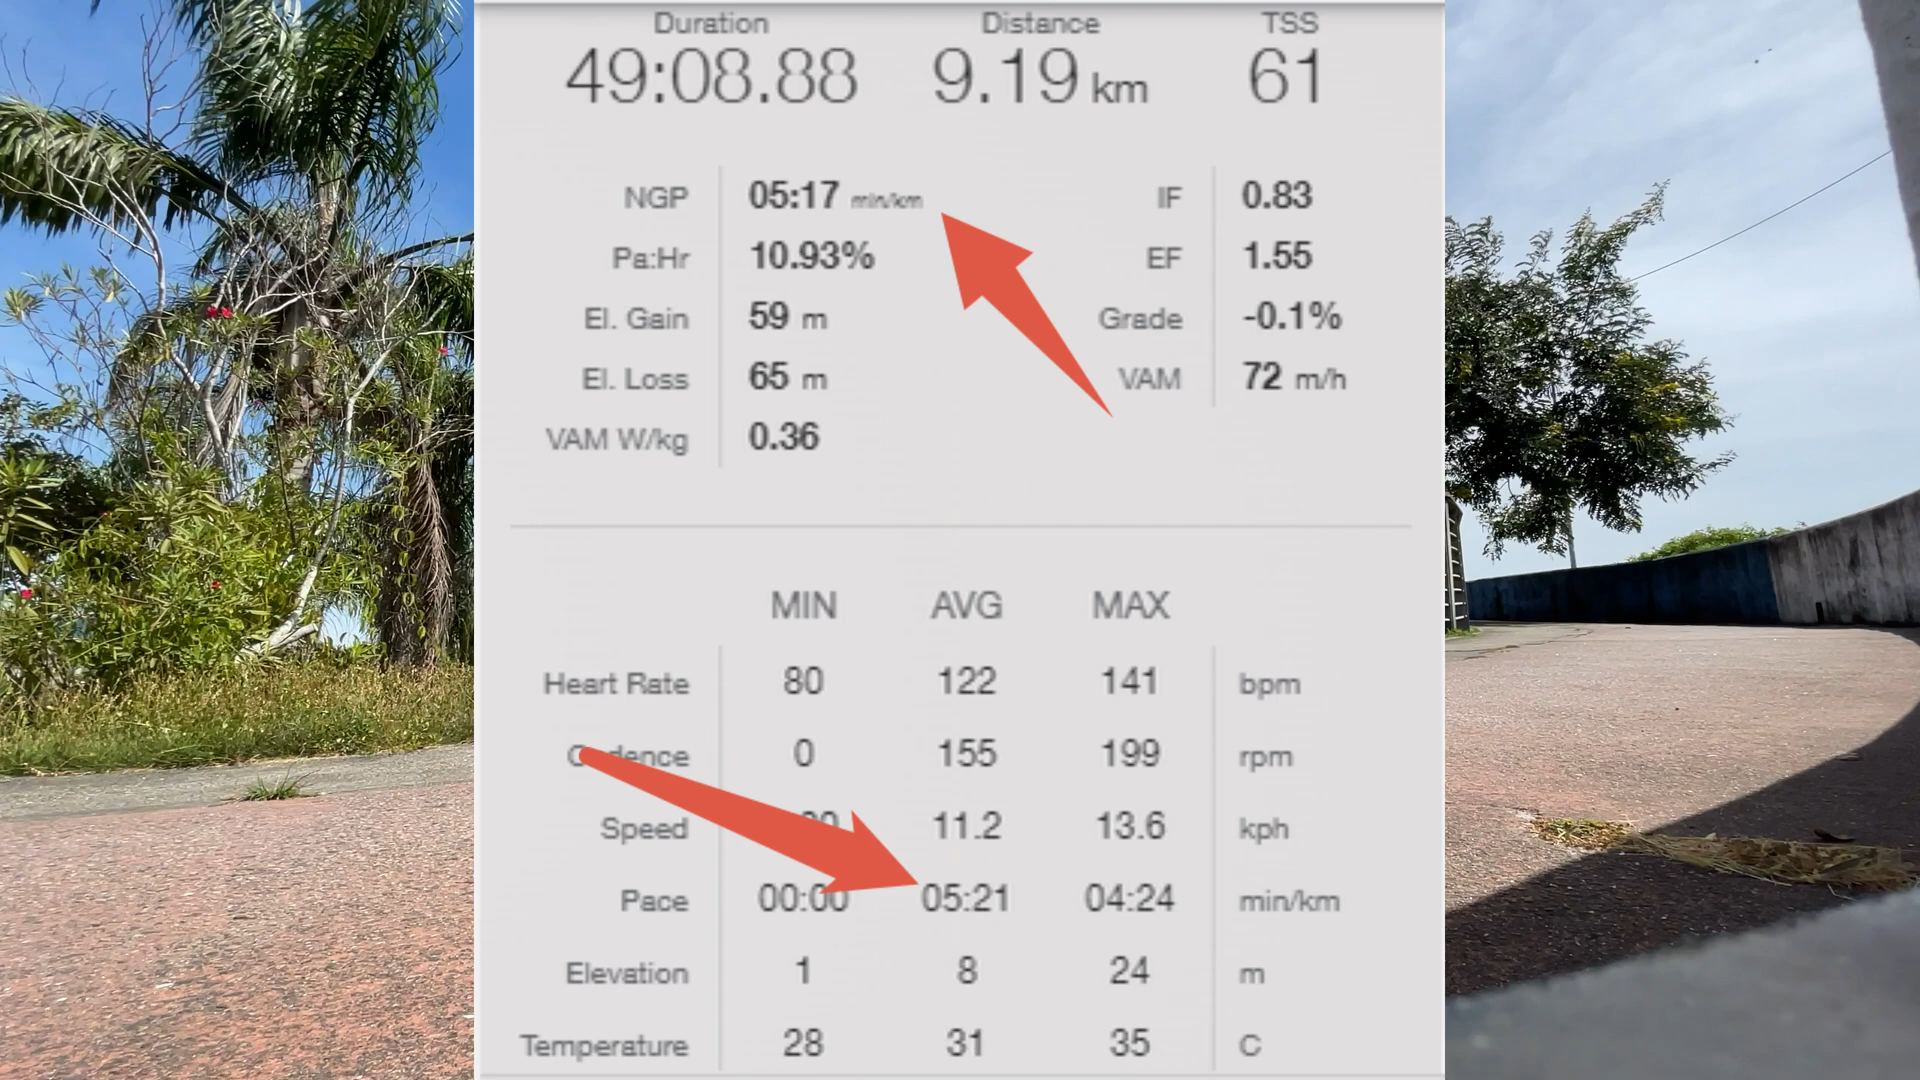 Duration Distance TSS
49:08.88 9.19 km 61
NGP 05:17 min/km IF 0.83
Pa:Hr 10.93% EF 1.55
El. Gain 59 m Grade -0.1%
El. Loss 65 m VAM 72 m/h
VAM W/kg 0.36
MIN AVG MAX
Heart Rate 80 122 141 bpm
0 155 199 rpm
Speed 11.2 13.6 kph
Pace 00:00 05:21 04:24 min/km
Elevation 1 8 24 m
Temperature 28 31 35 C